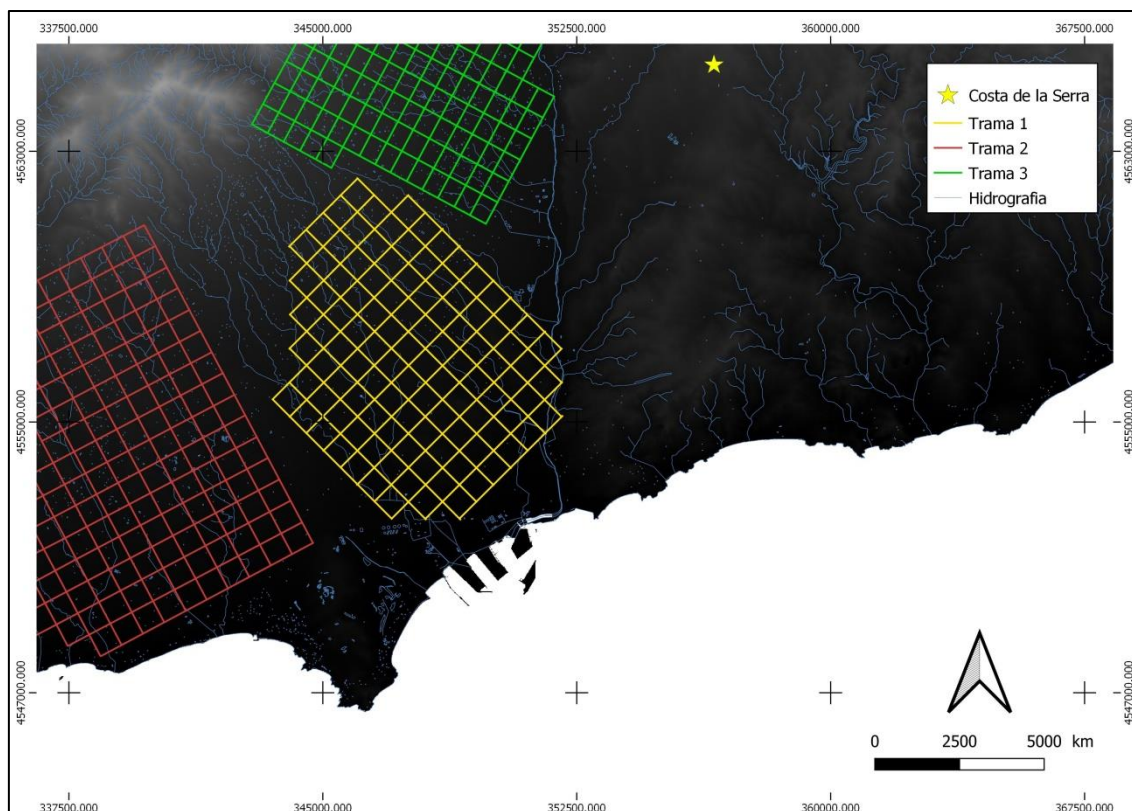 337500.000 345000.000 352500.000 360000.000 367500.000
Costa de la Serra
Trama 1
Trama 2
Trama 3
Hidrografia
4563000.000 4563000.000
4555000.000 4555000.000
4547000.000 4547000.000
0 2500 5000 km
337500.000 345000.000 352500.000 360000.000 367500.000